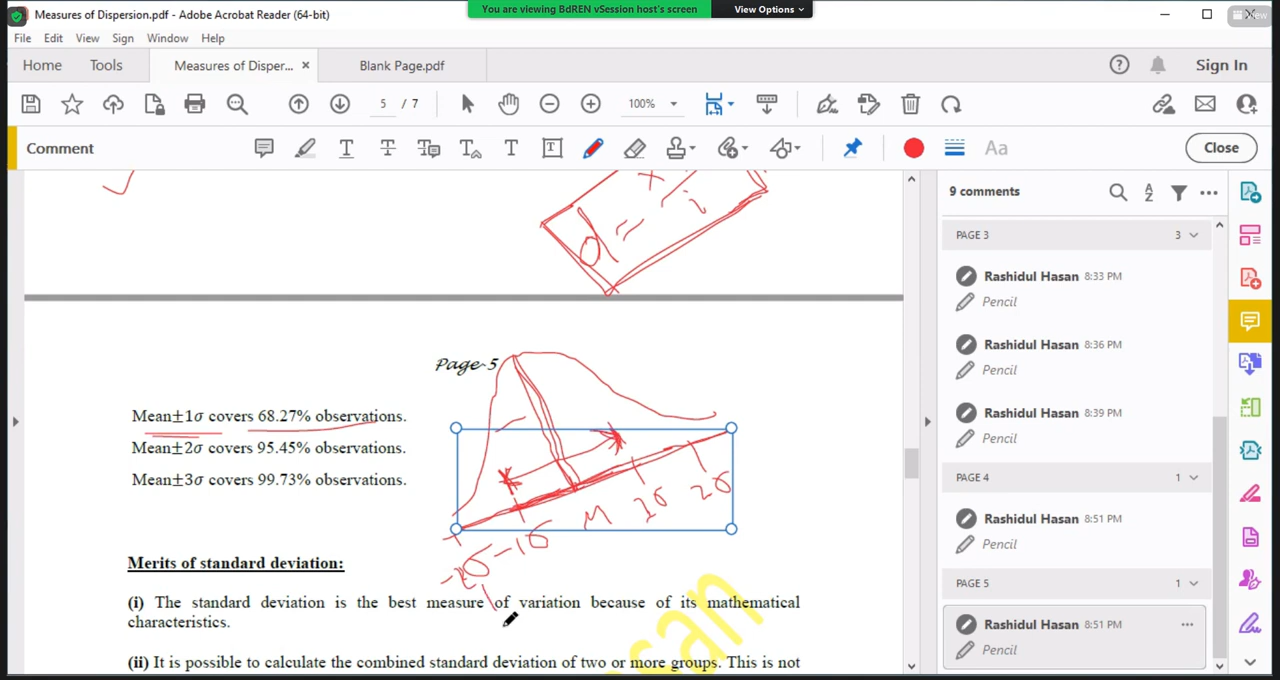 Measures of Dispersion.pdf - Adobe Acrobat Reader (64-bit)
You are viewing BdREN vSession host's screen
View Options
View
File Edit View Sign Window Help
Home Tools Measures of Disper... × Blank Page.pdf
Sign In
5 / 7
100%
Comment
Close
d = x/i
Page-5
Mean±1σ covers 68.27% observations.
Mean±2σ covers 95.45% observations.
Mean±3σ covers 99.73% observations.
-2σ -1σ M 1σ 2σ
Merits of standard deviation:
(i) The standard deviation is the best measure of variation because of its mathematical
characteristics.
(ii) It is possible to calculate the combined standard deviation of two or more groups. This is not
9 comments
PAGE 3 3
Rashidul Hasan 8:33 PM
Pencil
Rashidul Hasan 8:36 PM
Pencil
Rashidul Hasan 8:39 PM
Pencil
PAGE 4 1
Rashidul Hasan 8:51 PM
Pencil
PAGE 5 1
Rashidul Hasan 8:51 PM
Pencil